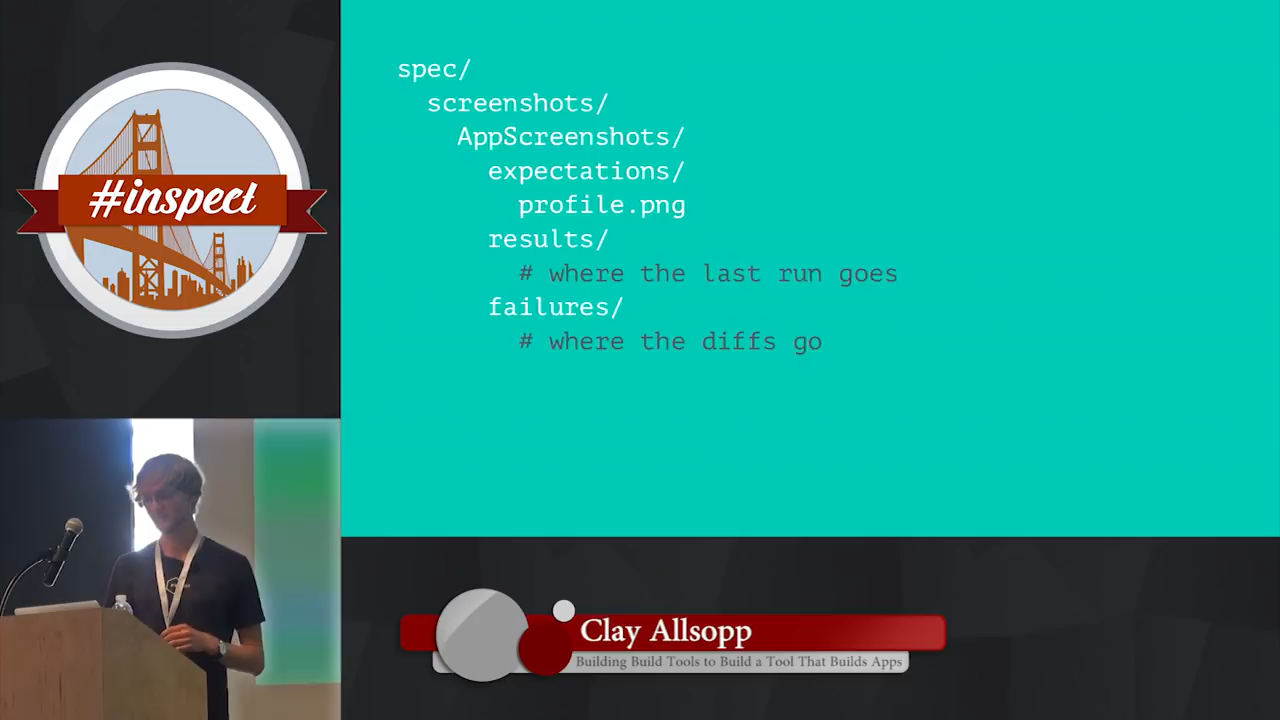 #inspect
spec/
screenshots/
AppScreenshots/
expectations/
profile.png
results/
# where the last run goes
failures/
# where the diffs go
Clay Allsopp
Building Build Tools to Build a Tool That Builds Apps